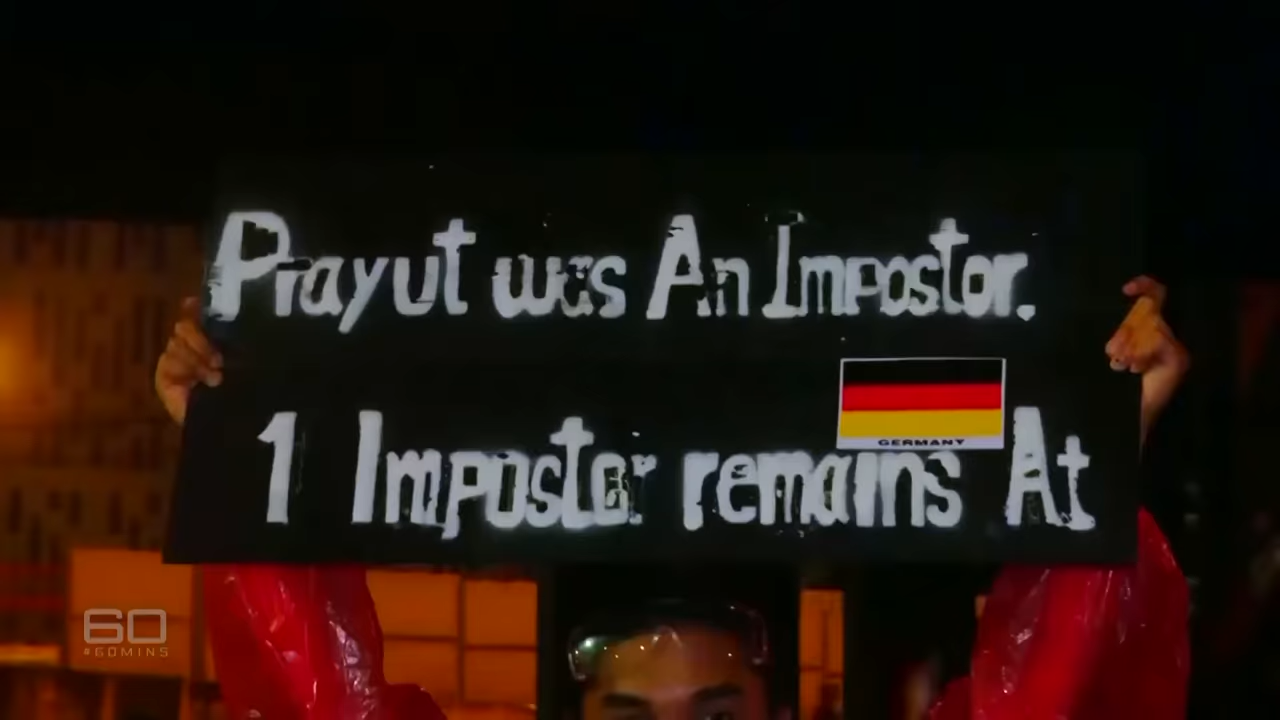 Prayut was An Impostor.
GERMANY
1 Impostor remains At
60
#60MINS